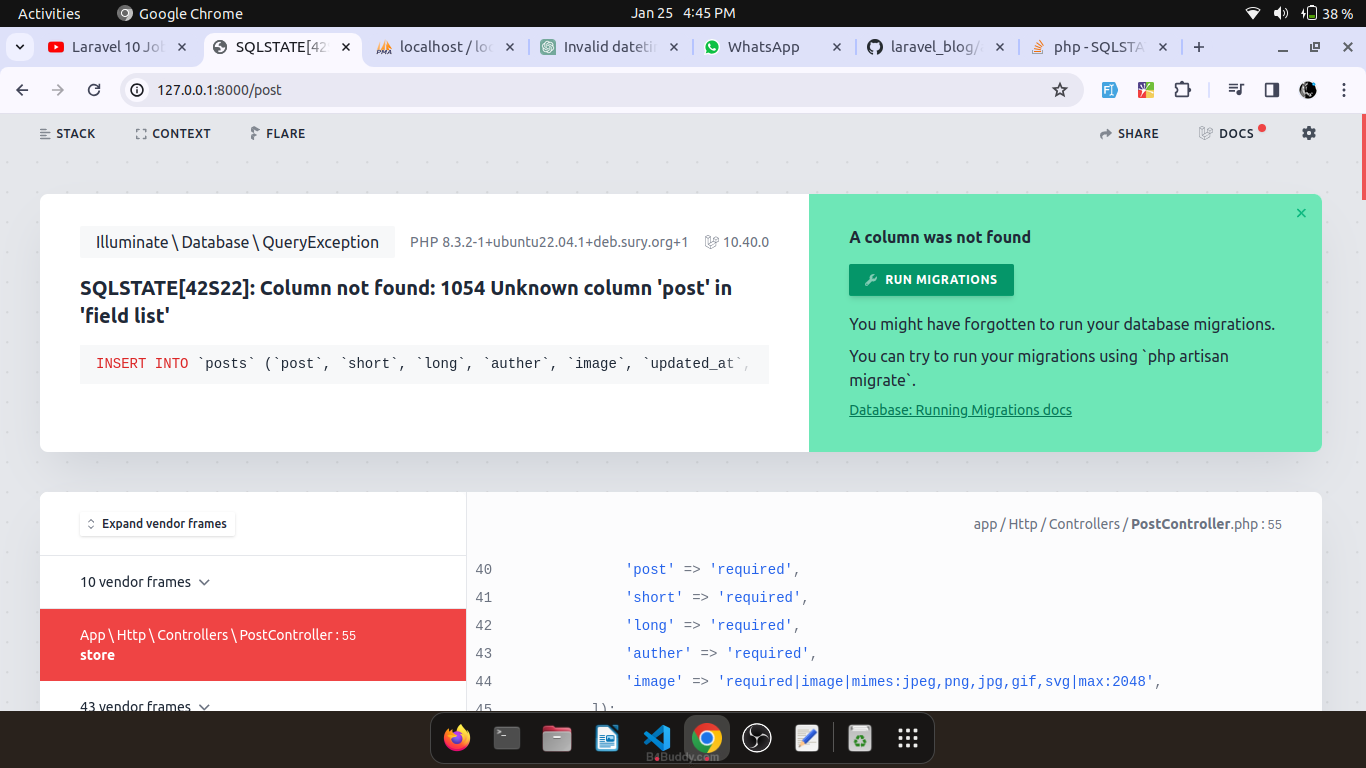 Activities
Google Chrome
Jan 25 4:45 PM
38 %
Laravel 10 Jo
SQLSTATE[42
localhost / lo
Invalid dateti
WhatsApp
laravel_blog/
php - SQLSTA
127.0.0.1:8000/post
STACK
CONTEXT
FLARE
SHARE
DOCS
Illuminate \ Database \ QueryException
PHP 8.3.2-1+ubuntu22.04.1+deb.sury.org+1
10.40.0
SQLSTATE[42S22]: Column not found: 1054 Unknown column 'post' in
'field list'
INSERT INTO `posts` (`post`, `short`, `long`, `auther`, `image`, `updated_at`,
A column was not found
RUN MIGRATIONS
You might have forgotten to run your database migrations.
You can try to run your migrations using `php artisan
migrate`.
Database: Running Migrations docs
Expand vendor frames
10 vendor frames
App \ Http \ Controllers \ PostController : 55
store
43 vendor frames
app / Http / Controllers / PostController.php : 55
40 'post' => 'required',
41 'short' => 'required',
42 'long' => 'required',
43 'auther' => 'required',
44 'image' => 'required|image|mimes:jpeg,png,jpg,gif,svg|max:2048',
45 ]);
B4Buddy.com